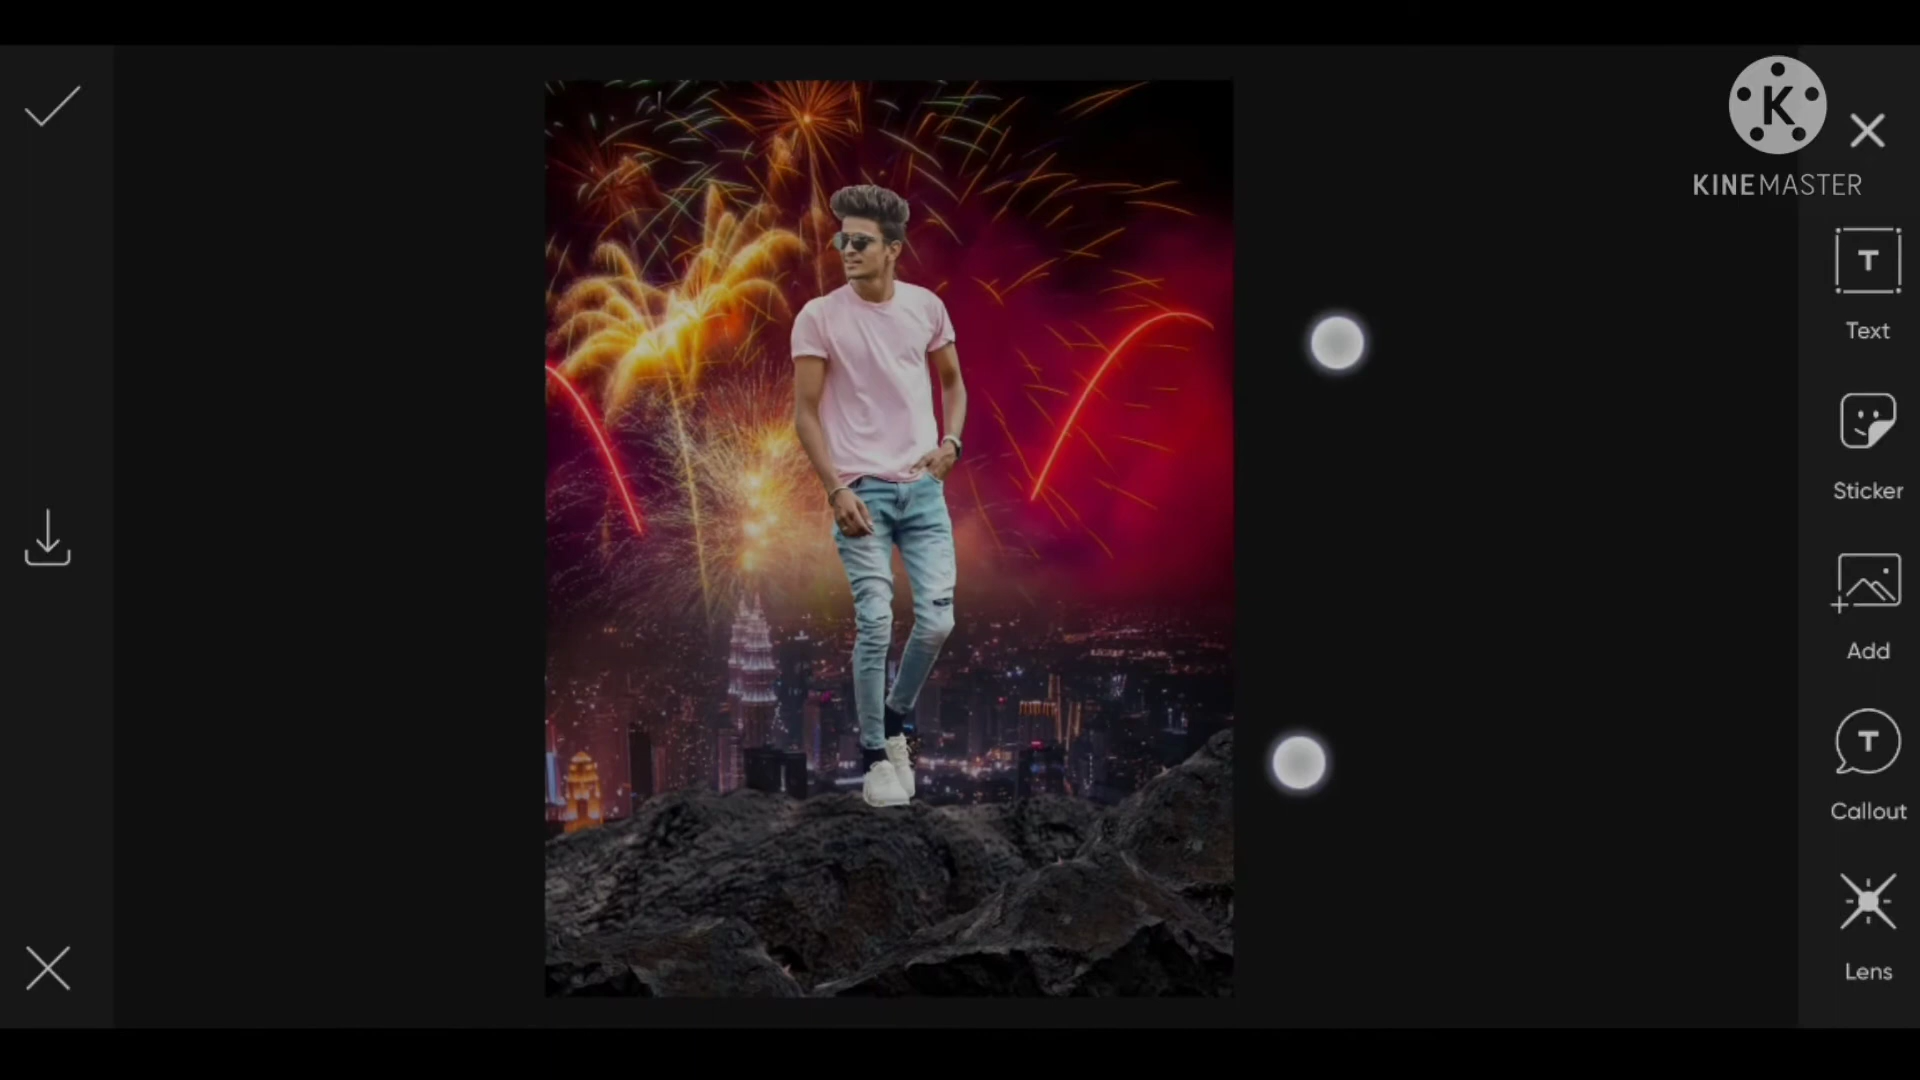 K
KINEMASTER
T
Text
Sticker
Add
T
Callout
Lens